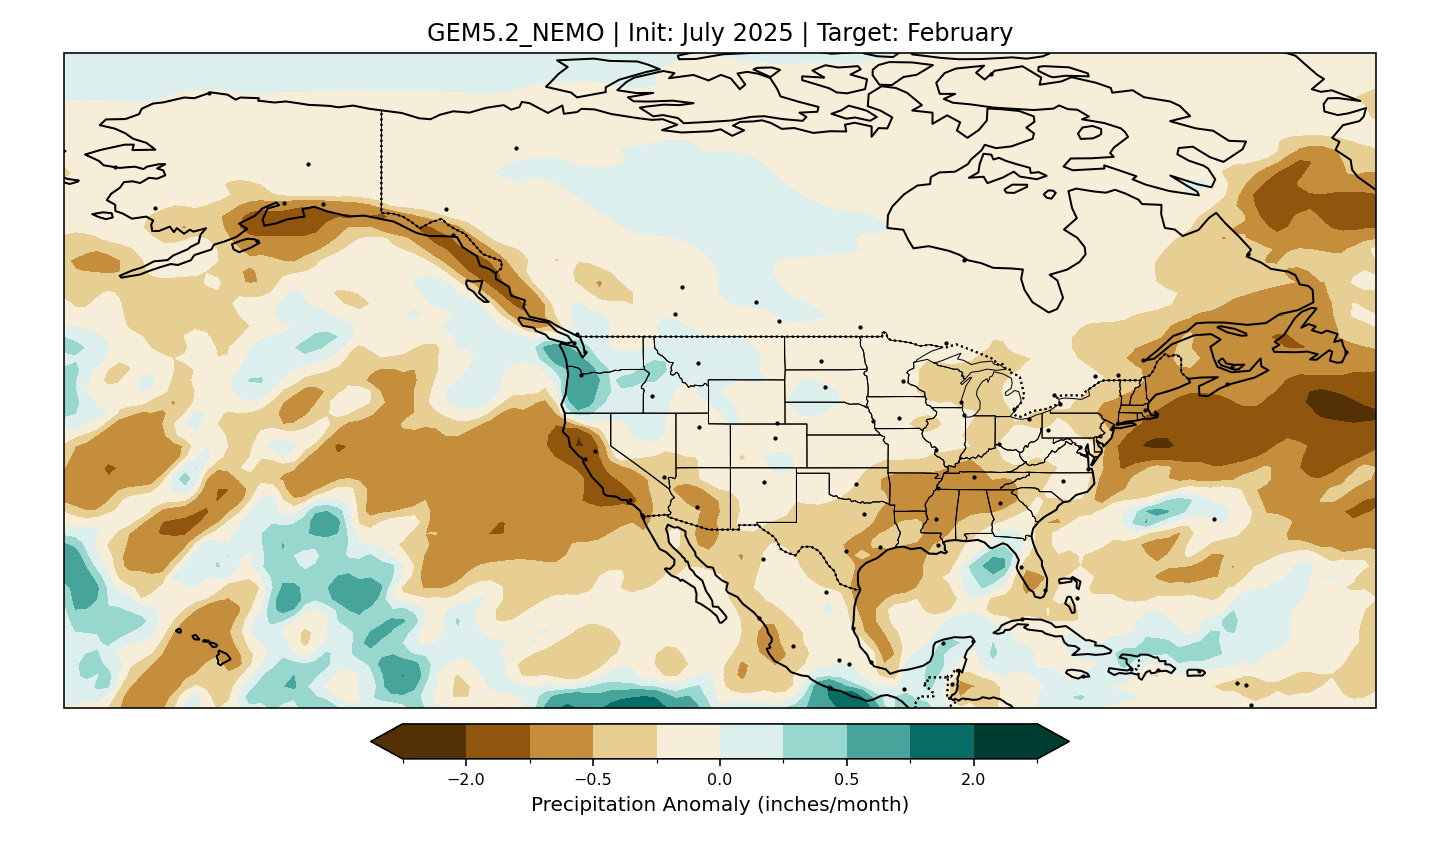 GEM5.2_NEMO | Init: July 2025 | Target: February
−2.0 −0.5 0.0 0.5 2.0
Precipitation Anomaly (inches/month)